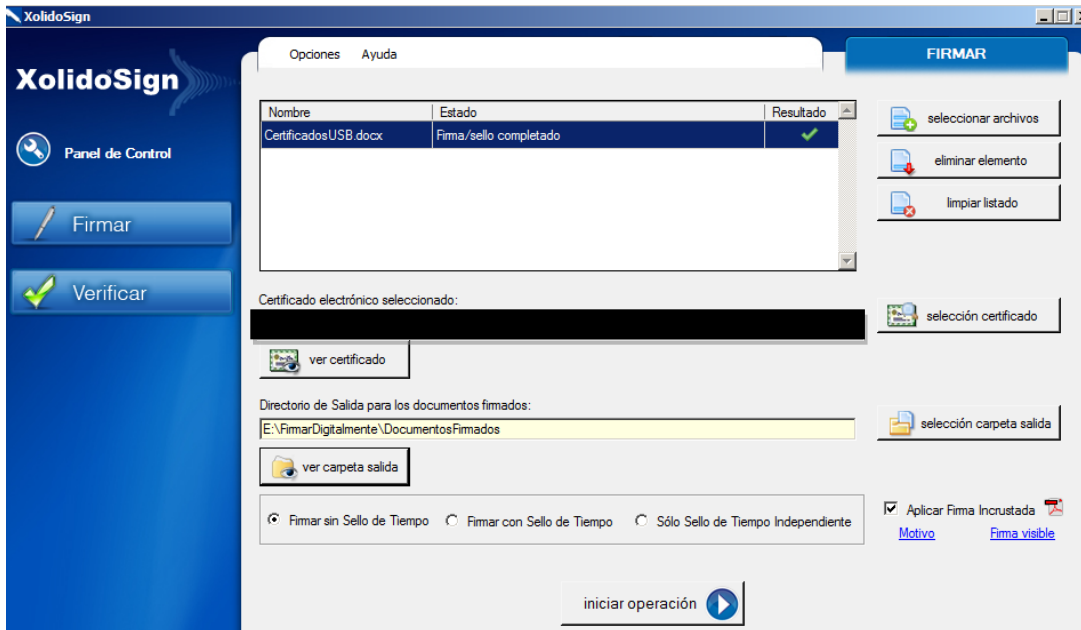 XolidoSign
Opciones Ayuda
FIRMAR
XolidoSign
Panel de Control
Firmar
Verificar
Nombre Estado Resultado
CertificadosUSB.docx Firma/sello completado
seleccionar archivos
eliminar elemento
limpiar listado
Certificado electrónico seleccionado:
selección certificado
ver certificado
Directorio de Salida para los documentos firmados:
E:\FirmarDigitalmente\DocumentosFirmados
selección carpeta salida
ver carpeta salida
Firmar sin Sello de Tiempo Firmar con Sello de Tiempo Sólo Sello de Tiempo Independiente
Aplicar Firma Incrustada
Motivo Firma visible
iniciar operación